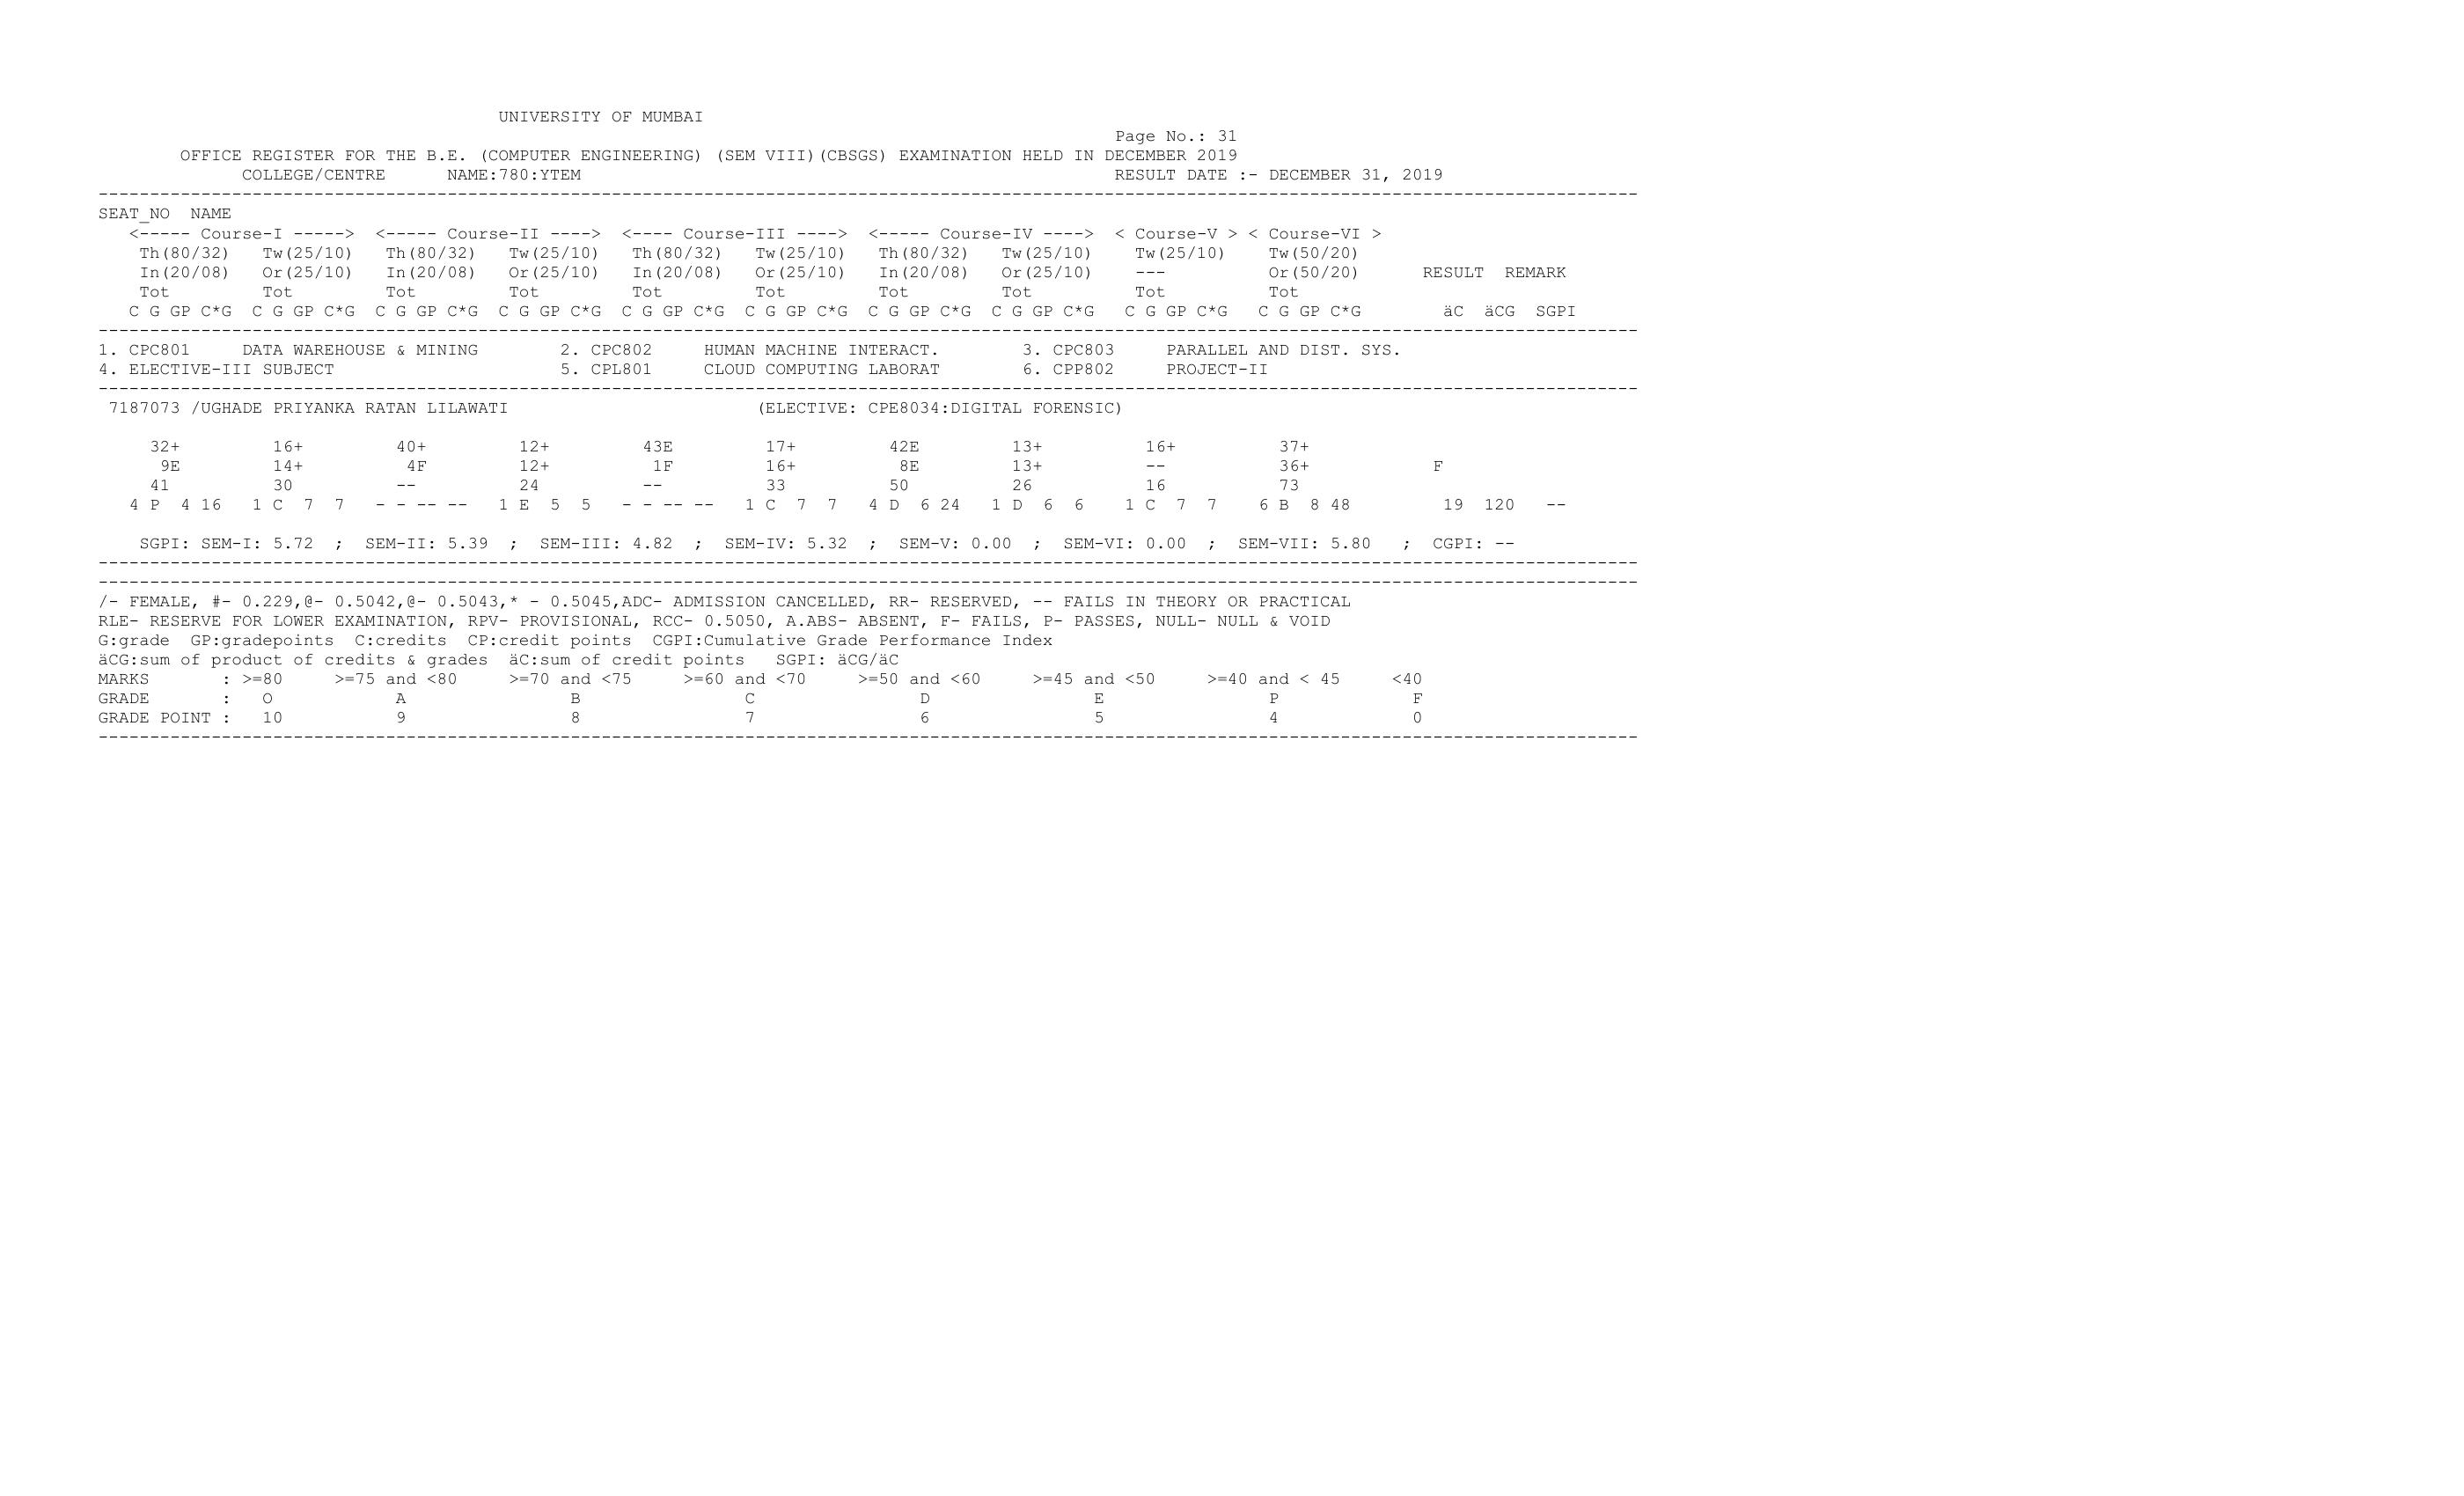 UNIVERSITY OF MUMBAI
Page No.: 31
OFFICE REGISTER FOR THE B.E. (COMPUTER ENGINEERING) (SEM VIII)(CBSGS) EXAMINATION HELD IN DECEMBER 2019
COLLEGE/CENTRE      NAME:780:YTEM      RESULT DATE :- DECEMBER 31, 2019
--------------------------------------------------------------------------------
SEAT_NO  NAME
<----- Course-I ----->  <----- Course-II ---->  <---- Course-III ---->  <----- Course-IV ---->  < Course-V > < Course-VI >
Th(80/32)   Tw(25/10)   Th(80/32)   Tw(25/10)   Th(80/32)   Tw(25/10)   Th(80/32)   Tw(25/10)    Tw(25/10)    Tw(50/20)
In(20/08)   Or(25/10)   In(20/08)   Or(25/10)   In(20/08)   Or(25/10)   In(20/08)   Or(25/10)    ---          Or(50/20)      RESULT  REMARK
Tot         Tot         Tot         Tot         Tot         Tot         Tot         Tot          Tot          Tot
C G GP C*G  C G GP C*G  C G GP C*G  C G GP C*G  C G GP C*G  C G GP C*G  C G GP C*G  C G GP C*G   C G GP C*G   C G GP C*G        äC  äCG  SGPI
--------------------------------------------------------------------------------
1. CPC801     DATA WAREHOUSE & MINING        2. CPC802     HUMAN MACHINE INTERACT.        3. CPC803     PARALLEL AND DIST. SYS.
4. ELECTIVE-III SUBJECT                      5. CPL801     CLOUD COMPUTING LABORAT        6. CPP802     PROJECT-II
--------------------------------------------------------------------------------
7187073 /UGHADE PRIYANKA RATAN LILAWATI                        (ELECTIVE: CPE8034:DIGITAL FORENSIC)
32+         16+         40+         12+         43E         17+         42E         13+          16+          37+
9E          14+          4F         12+          1F         16+          8E         13+          --           36+            F
41          30          --          24          --          33          50          26           16           73
4 P  4 16   1 C  7  7   - - -- --   1 E  5  5   - - -- --   1 C  7  7   4 D  6 24   1 D  6  6    1 C  7  7    6 B  8 48         19  120   --
SGPI: SEM-I: 5.72  ;  SEM-II: 5.39  ;  SEM-III: 4.82  ;  SEM-IV: 5.32  ;  SEM-V: 0.00  ;  SEM-VI: 0.00  ;  SEM-VII: 5.80   ;  CGPI: --
--------------------------------------------------------------------------------
--------------------------------------------------------------------------------
/- FEMALE, #- 0.229,@- 0.5042,@- 0.5043,* - 0.5045,ADC- ADMISSION CANCELLED, RR- RESERVED, -- FAILS IN THEORY OR PRACTICAL
RLE- RESERVE FOR LOWER EXAMINATION, RPV- PROVISIONAL, RCC- 0.5050, A.ABS- ABSENT, F- FAILS, P- PASSES, NULL- NULL & VOID
G:grade  GP:gradepoints  C:credits  CP:credit points  CGPI:Cumulative Grade Performance Index
äCG:sum of product of credits & grades  äC:sum of credit points   SGPI: äCG/äC
MARKS       : >=80     >=75 and <80     >=70 and <75     >=60 and <70     >=50 and <60     >=45 and <50     >=40 and < 45     <40
GRADE       :   O            A                B                C                D                E                P             F
GRADE POINT :   10           9                8                7                6                5                4             0
--------------------------------------------------------------------------------